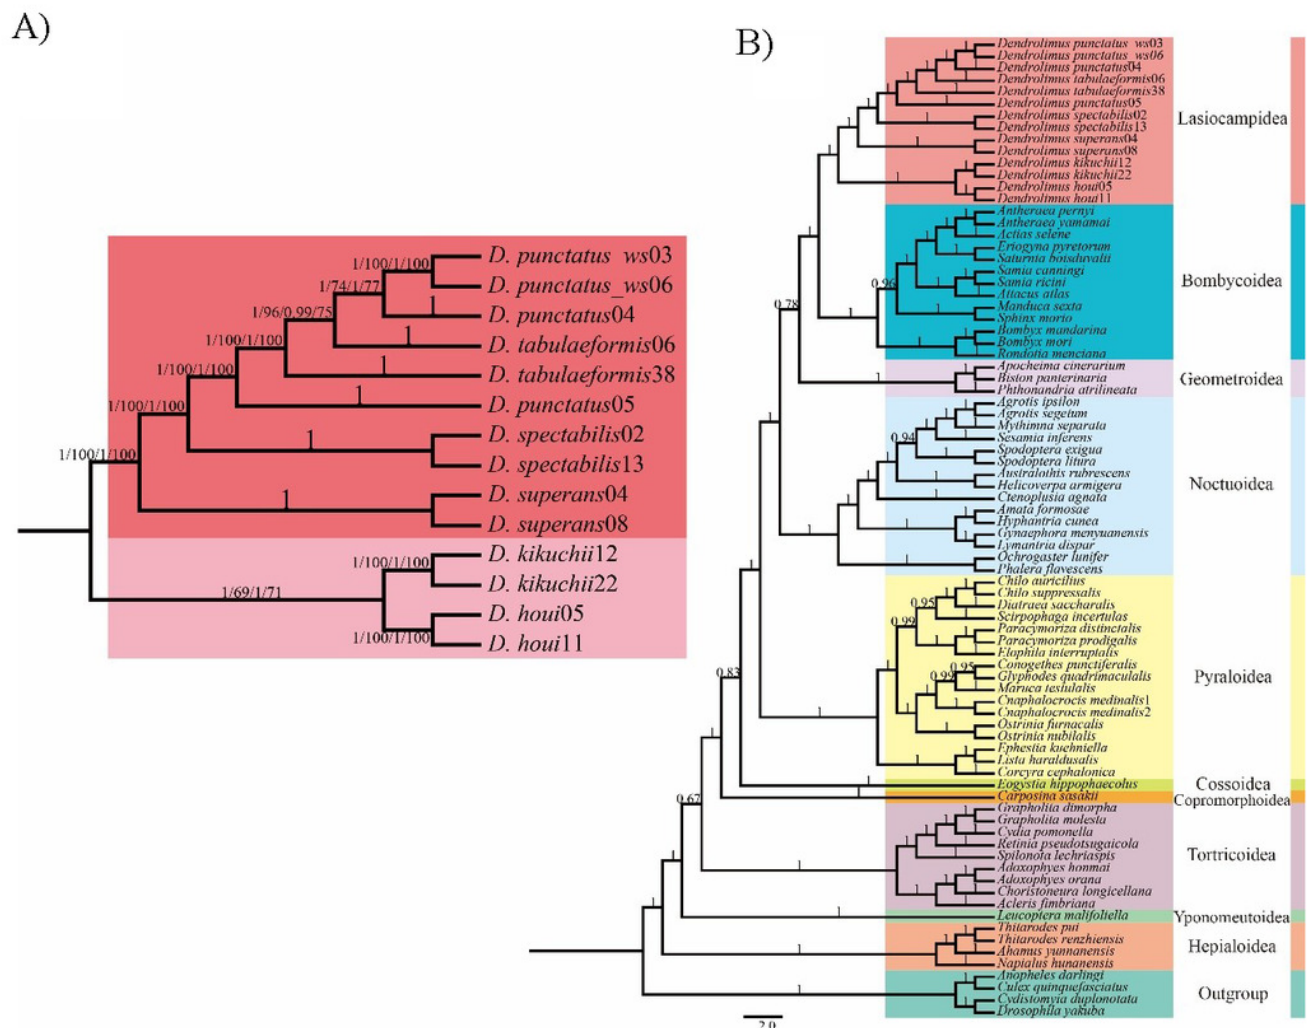 A)
1/100/1/100
1/74/1/77
1/96/0.99/75
1/100/1/100
1/100/1/100
1/100/1/100
1/100/1/100
1
1
1
1
1
1
1/100/1/100
1/69/1/71
1/100/1/100
D. punctatus_ws03
D. punctatus_ws06
D. punctatus04
D. tabulaeformis06
D. tabulaeformis38
D. punctatus05
D. spectabilis02
D. spectabilis13
D. superans04
D. superans08
D. kikuchii12
D. kikuchii22
D. houi05
D. houi11
B)
Dendrolimus punctatus_ws03
Dendrolimus punctatus_ws06
Dendrolimus punctatus04
Dendrolimus tabulaeformis06
Dendrolimus tabulaeformis38
Dendrolimus punctatus05
Dendrolimus spectabilis02
Dendrolimus spectabilis13
Dendrolimus superans04
Dendrolimus superans08
Dendrolimus kikuchii12
Dendrolimus kikuchii22
Dendrolimus houi05
Dendrolimus houi11
Lasiocampidea
Antheraea pernyi
Antheraea yamamai
Actias selene
Eriogyna pyretorum
Saturnia boisduvalii
Samia canningi
Samia ricini
Attacus atlas
Manduca sexta
Sphinx morio
Bombyx mandarina
Bombyx mori
Rondotia menciana
Bombycoidea
0.96
0.78
Apocheima cinerarium
Biston panterinaria
Phthonandria atrilineata
Geometroidea
Agrotis ipsilon
Agrotis segetum
Mythimna separata
Sesamia inferens
Spodoptera exigua
Spodoptera litura
Australothis rubrescens
Helicoverpa armigera
Ctenoplusia agnata
Amata formosae
Hyphantria cunea
Gynaephora menyuanensis
Lymantria dispar
Ochrogaster lunifer
Phalera flavescens
Noctuoidea
0.94
Chilo auricilius
Chilo suppressalis
Diatraea saccharalis
Scirpophaga incertulas
Paracymoriza distinctalis
Paracymoriza prodigalis
Elophila interruptalis
Conogethes punctiferalis
Glyphodes quadrimaculalis
Maruca testulalis
Cnaphalocrocis medinalis1
Cnaphalocrocis medinalis2
Ostrinia furnacalis
Ostrinia nubilalis
Ephestia kuehniella
Lista haraldusalis
Corcyra cephalonica
Pyraloidea
0.95
0.99
0.95
0.99
0.83
Eogystia hippophaecolus
Cossoidea
Carposina sasakii
Copromorphoidea
0.67
Grapholita dimorpha
Grapholita molesta
Cydia pomonella
Retinia pseudotsugaicola
Spilonota lechriaspis
Adoxophyes honmai
Adoxophyes orana
Choristoneura longicellana
Acleris fimbriana
Tortricoidea
Leucoptera malifoliella
Yponomeutoidea
Thitarodes pui
Thitarodes renzhiensis
Ahamus yunnanensis
Napialus hunanensis
Hepialoidea
Anopheles darlingi
Culex quinquefasciatus
Cydistomyia duplonotata
Drosophila yakuba
Outgroup
2.0